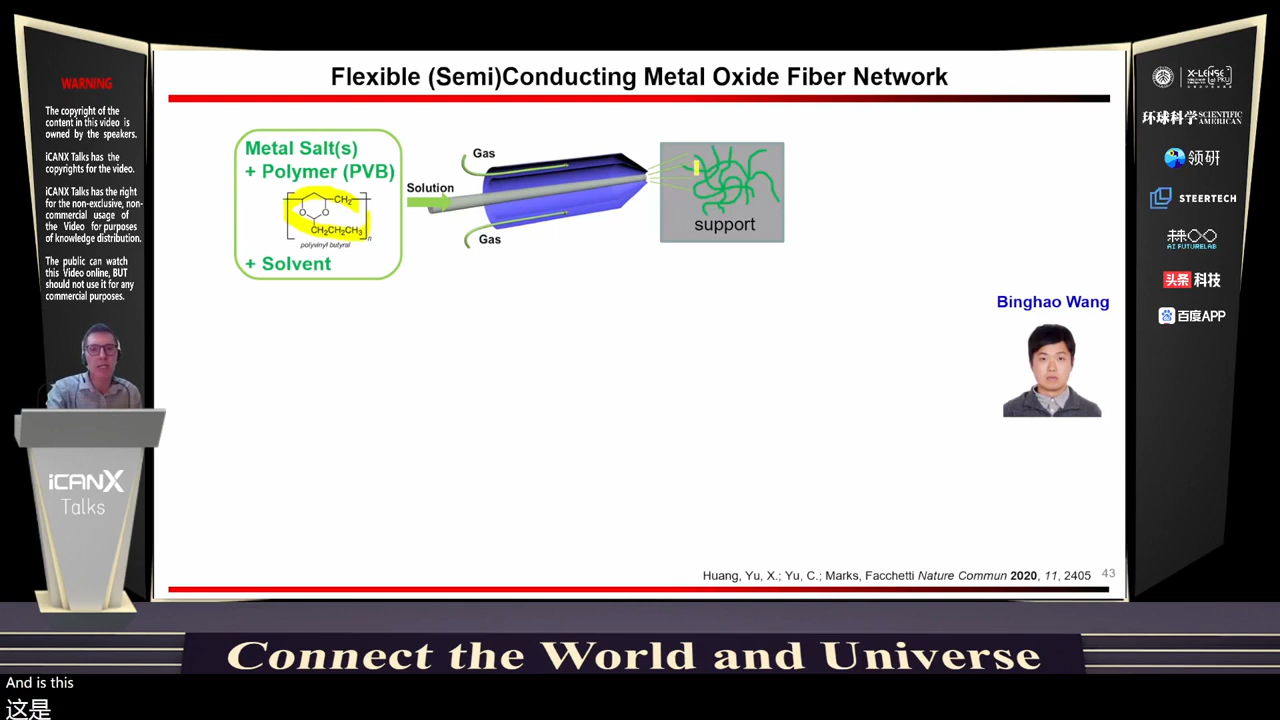 Flexible (Semi)Conducting Metal Oxide Fiber Network
WARNING
The copyright of the
content in this video is
owned by the speakers.
iCANX Talks has the
copyrights for the video.
iCANX Talks has the right
for the non-exclusive, non-
commercial usage of
the Video for purposes
of knowledge distribution.
The public can watch
this Video online, BUT
should not use it for any
commercial purposes.
iCANX
Talks
Metal Salt(s)
+ Polymer (PVB)
CH2
O O
CH2CH2CH3
n
polyvinyl butyral
+ Solvent
Gas
Solution
Gas
support
Binghao Wang
Huang, Yu, X.; Yu, C.; Marks, Facchetti Nature Commun 2020, 11, 2405
43
X-LENSE
环球科学 SCIENTIFIC
AMERICAN
领研
STEERTECH
AI FUTURELAB
头条科技
百度APP
Connect the World and Universe
And is this
这是